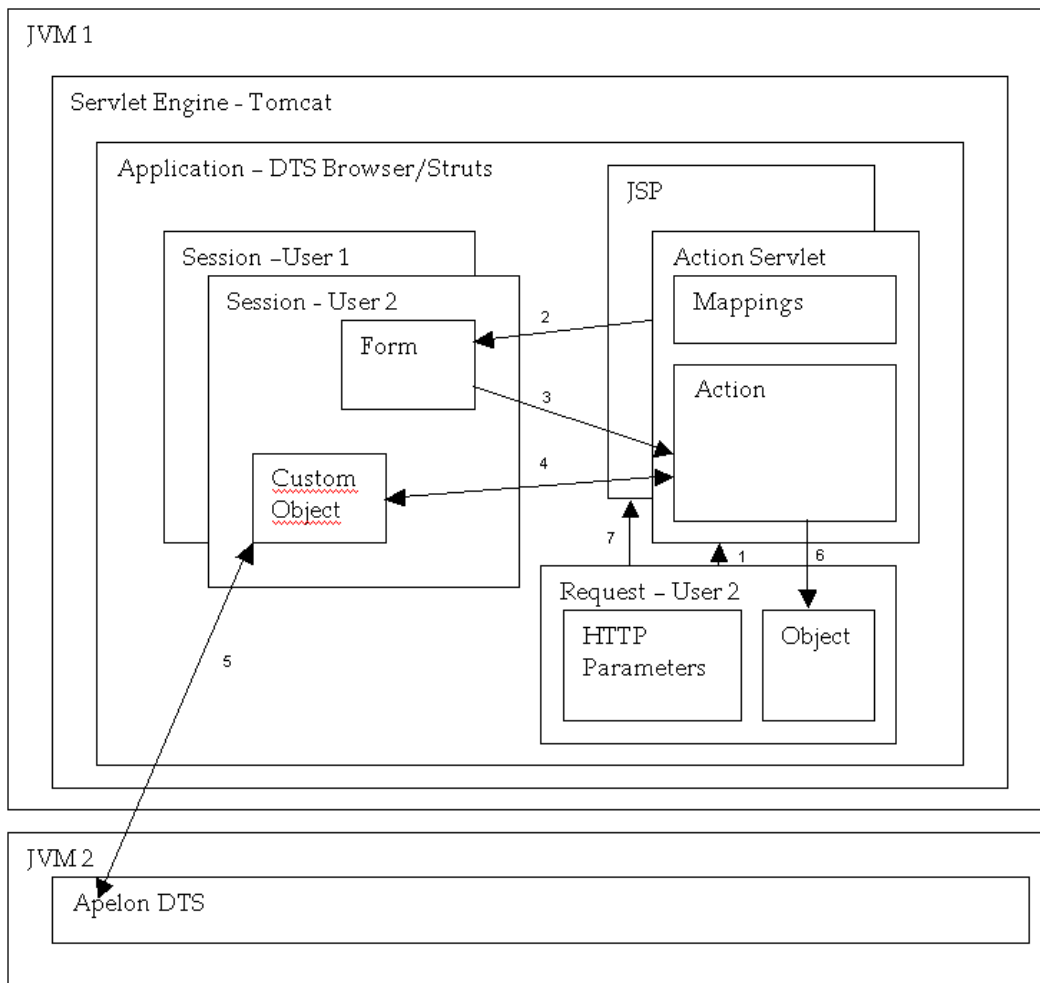 JVM 1
Servlet Engine - Tomcat
Application – DTS Browser/Struts
JSP
Session –User 1
Action Servlet
Session - User 2
Mappings
2
Form
Action
3
4
Custom
Object
7
1
6
Request – User 2
HTTP
Parameters
Object
5
JVM 2
Apelon DTS